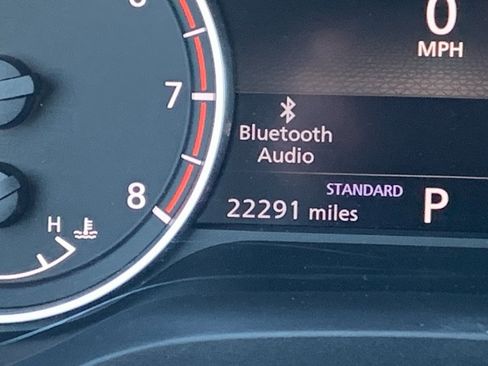 0
MPH
7
Bluetooth
Audio
8
STANDARD
22291 miles
P
H